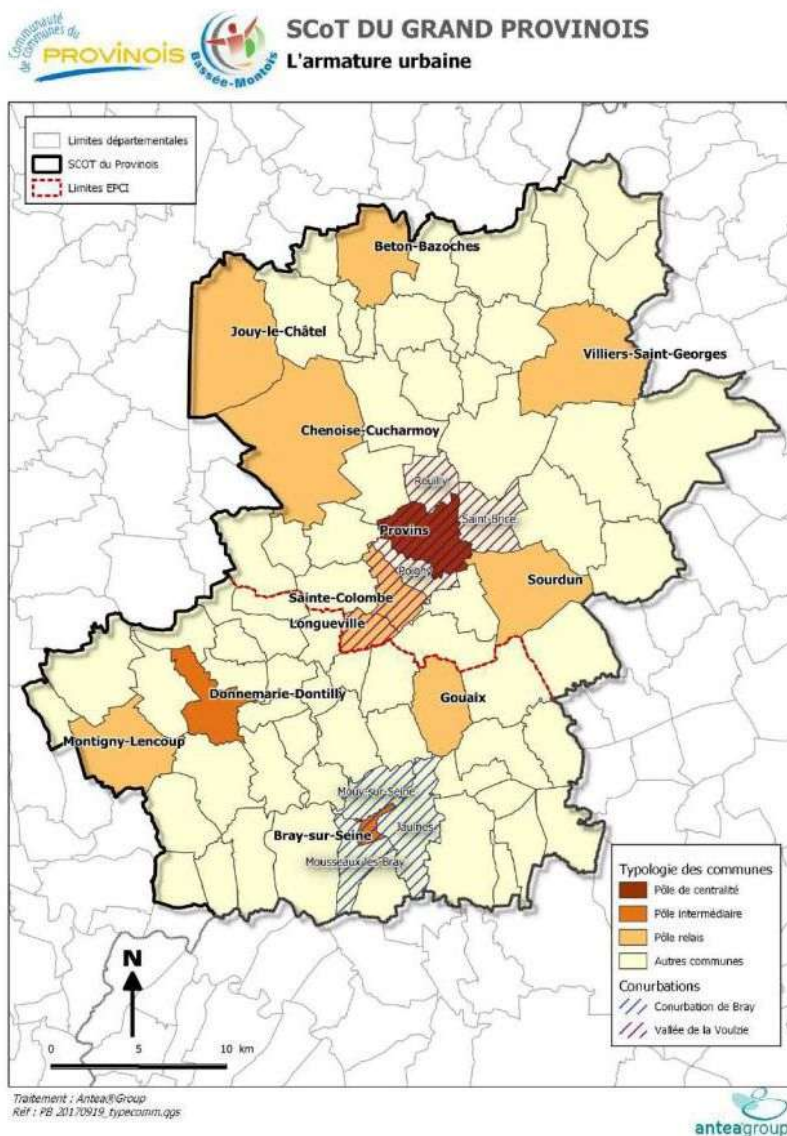 Communauté
de communes du
PROVINOIS
Bassée-Montois
SCoT DU GRAND PROVINOIS
L'armature urbaine
Limites départementales
SCOT du Provinois
Limites EPCI
Beton-Bazoches
Jouy-le-Châtel
Villiers-Saint-Georges
Chenoise-Cucharmoy
Rouilly
Saint-Brice
Provins
Poigny
Sourdun
Sainte-Colombe
Longueville
Donnemarie-Dontilly
Gouaix
Montigny-Lencoup
Mouy-sur-Seine
Bray-sur-Seine
Jaulnes
Mousseaux-lès-Bray
Typologie des communes
Pôle de centralité
Pôle intermédiaire
Pôle relais
Autres communes
Conurbations
Conurbation de Bray
Vallée de la Voulzie
N
0 5 10 km
Traitement : Antea®Group
Réf : PB 20170919_typecomm.qgs
anteagroup